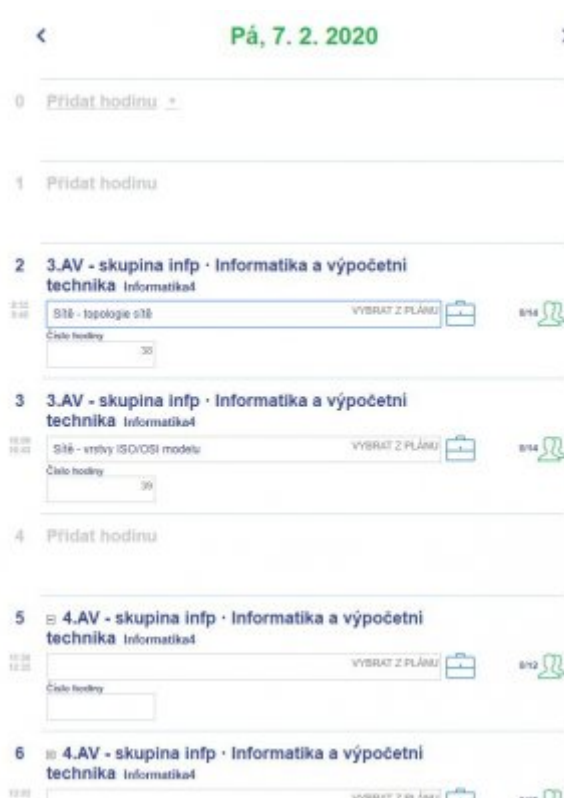 Pá, 7. 2. 2020
0 Přidat hodinu
1 Přidat hodinu
2 3.AV - skupina infp · Informatika a výpočetní
technika Informatika4
Sítě - topologie sítě VYBRAT Z PLÁNU
Číslo hodiny
38
3 3.AV - skupina infp · Informatika a výpočetní
technika Informatika4
Sítě - vrstvy ISO/OSI modelu VYBRAT Z PLÁNU
Číslo hodiny
39
4 Přidat hodinu
5 4.AV - skupina infp · Informatika a výpočetní
technika Informatika4
VYBRAT Z PLÁNU
Číslo hodiny
6 4.AV - skupina infp · Informatika a výpočetní
technika Informatika4
VYBRAT Z PLÁNU